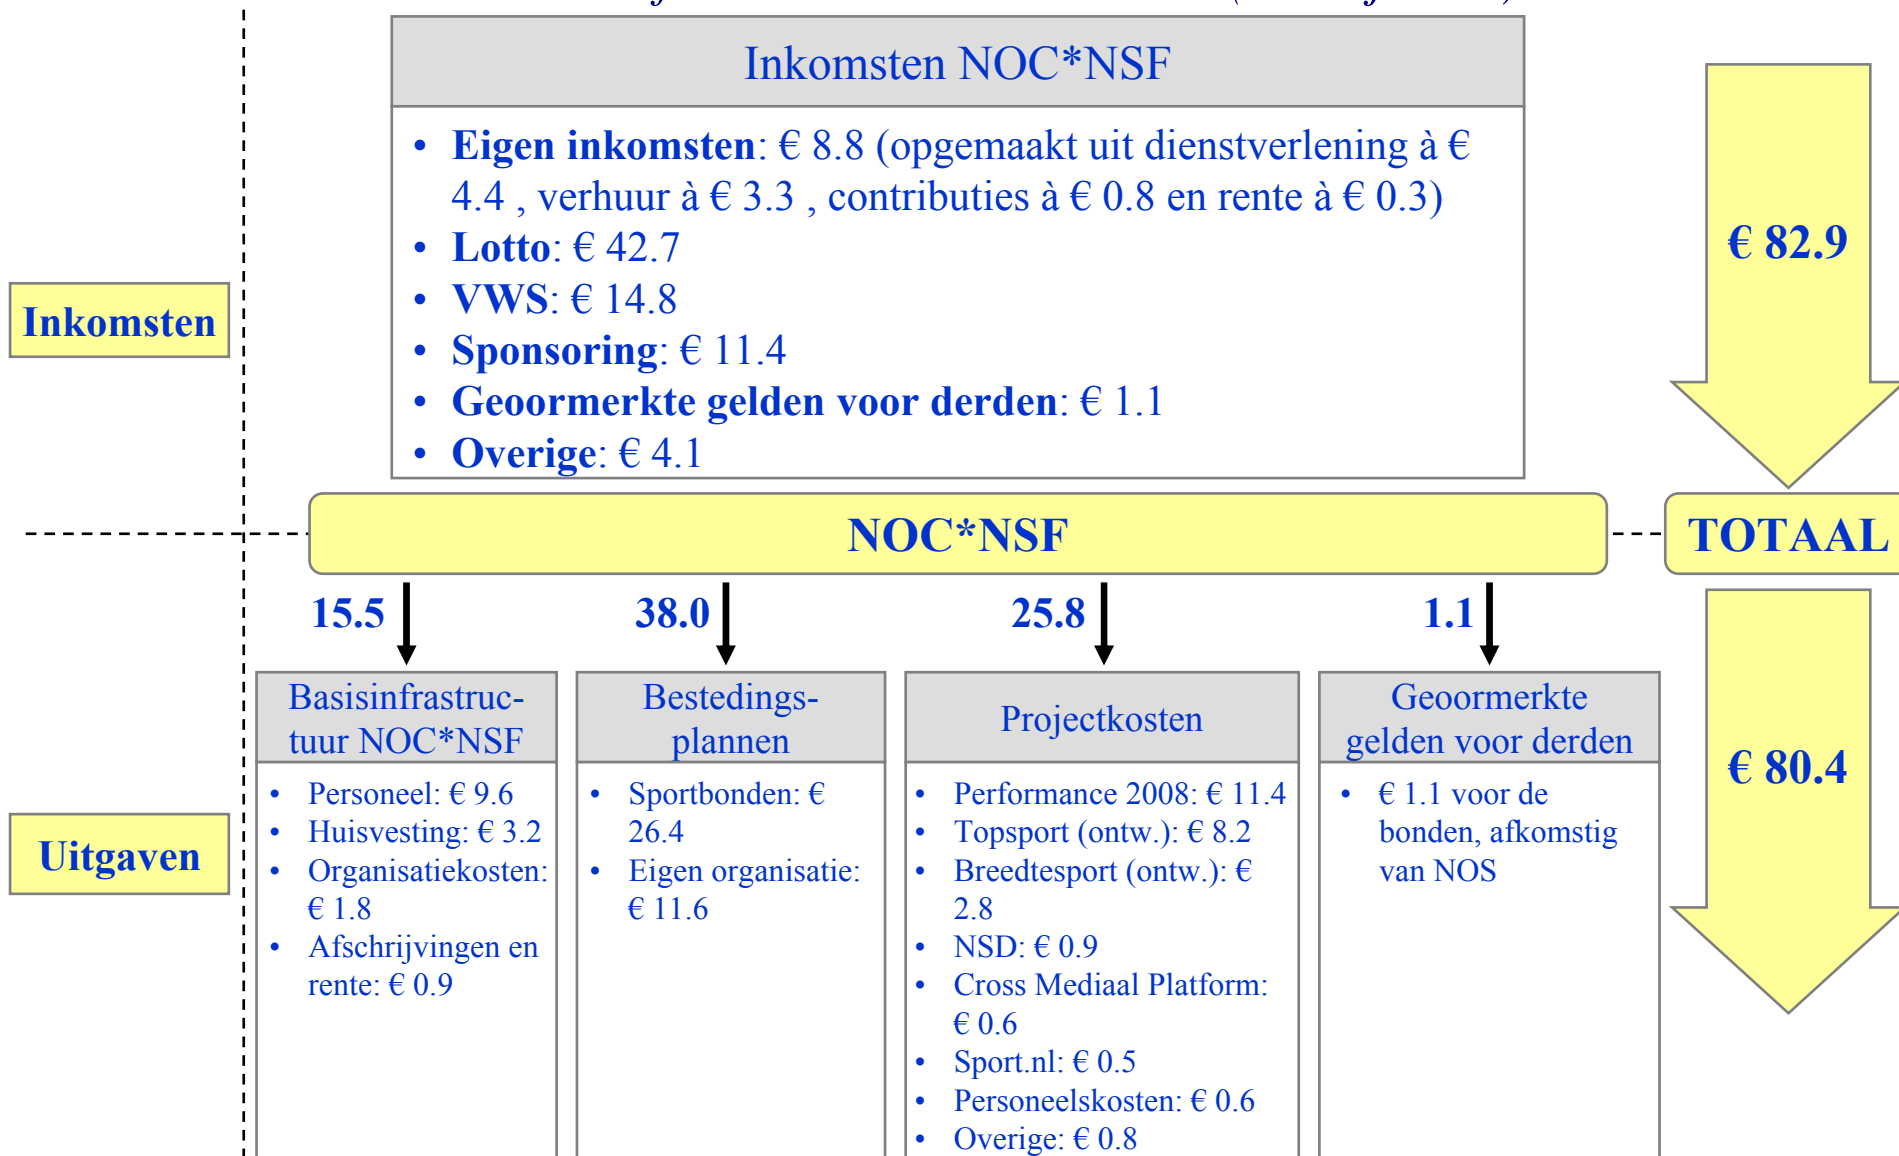 Inkomsten NOC*NSF
• Eigen inkomsten: € 8.8 (opgemaakt uit dienstverlening à €
4.4 , verhuur à € 3.3 , contributies à € 0.8 en rente à € 0.3)
• Lotto: € 42.7
• VWS: € 14.8
• Sponsoring: € 11.4
• Geoormerkte gelden voor derden: € 1.1
• Overige: € 4.1
€ 82.9
Inkomsten
NOC*NSF
TOTAAL
15.5
38.0
25.8
1.1
Basisinfrastruc-
tuur NOC*NSF
• Personeel: € 9.6
• Huisvesting: € 3.2
• Organisatiekosten:
€ 1.8
• Afschrijvingen en
rente: € 0.9
Bestedings-
plannen
• Sportbonden: €
26.4
• Eigen organisatie:
€ 11.6
Projectkosten
• Performance 2008: € 11.4
• Topsport (ontw.): € 8.2
• Breedtesport (ontw.): €
2.8
• NSD: € 0.9
• Cross Mediaal Platform:
€ 0.6
• Sport.nl: € 0.5
• Personeelskosten: € 0.6
• Overige: € 0.8
Geoormerkte
gelden voor derden
• € 1.1 voor de
bonden, afkomstig
van NOS
€ 80.4
Uitgaven